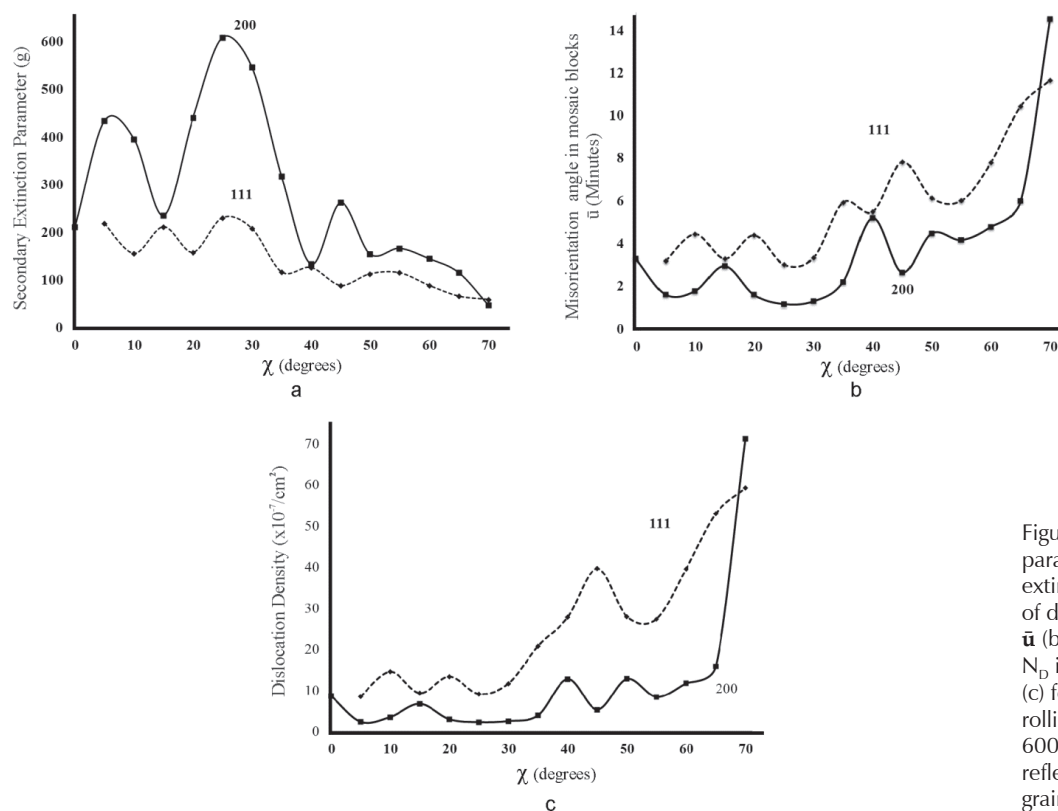 Secondary Extinction Parameter (g)
600
500
400
300
200
100
0
200
111
0 10 20 30 40 50 60 70
χ (degrees)
a
Misorientation angle in mosaic blocks
ū (Minutes)
14
12
10
8
6
4
2
0
111
200
0 10 20 30 40 50 60 70
χ (degrees)
b
Dislocation Density (x10⁻⁷/cm²)
70
60
50
40
30
20
10
0
111
200
0 10 20 30 40 50 60 70
χ (degrees)
c
Figu
para
extin
of d
ū (b
N_D i
(c) f
rolli
600
refle
grain